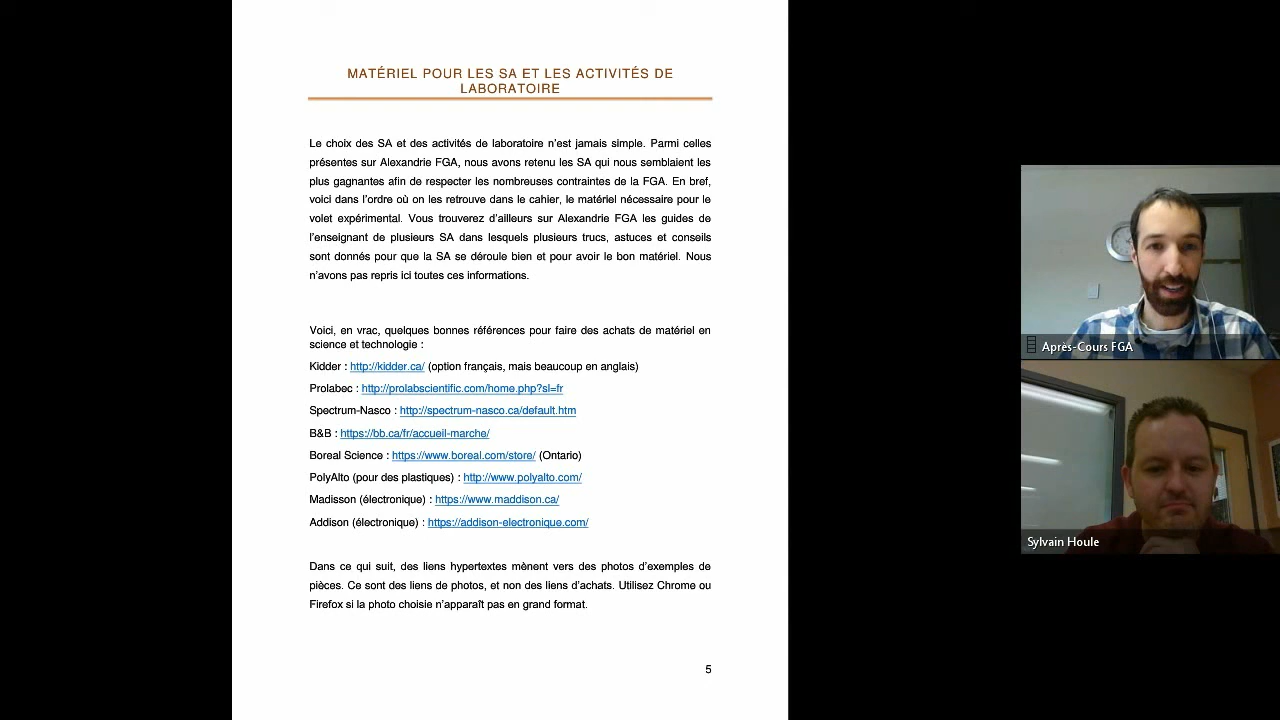 MATÉRIEL POUR LES SA ET LES ACTIVITÉS DE
LABORATOIRE
Le choix des SA et des activités de laboratoire n'est jamais simple. Parmi celles
présentes sur Alexandrie FGA, nous avons retenu les SA qui nous semblaient les
plus gagnantes afin de respecter les nombreuses contraintes de la FGA. En bref,
voici dans l'ordre où on les retrouve dans le cahier, le matériel nécessaire pour le
volet expérimental. Vous trouverez d'ailleurs sur Alexandrie FGA les guides de
l'enseignant de plusieurs SA dans lesquels plusieurs trucs, astuces et conseils
sont donnés pour que la SA se déroule bien et pour avoir le bon matériel. Nous
n'avons pas repris ici toutes ces informations.
Voici, en vrac, quelques bonnes références pour faire des achats de matériel en
science et technologie :
Kidder : http://kidder.ca/ (option français, mais beaucoup en anglais)
Prolabec : http://prolabscientific.com/home.php?sl=fr
Spectrum-Nasco : http://spectrum-nasco.ca/default.htm
B&B : https://bb.ca/fr/accueil-marche/
Boreal Science : https://www.boreal.com/store/ (Ontario)
PolyAlto (pour des plastiques) : http://www.polyalto.com/
Madisson (électronique) : https://www.maddison.ca/
Addison (électronique) : https://addison-electronique.com/
Dans ce qui suit, des liens hypertextes mènent vers des photos d'exemples de
pièces. Ce sont des liens de photos, et non des liens d'achats. Utilisez Chrome ou
Firefox si la photo choisie n'apparaît pas en grand format.
5
Après-Cours FGA
Sylvain Houle